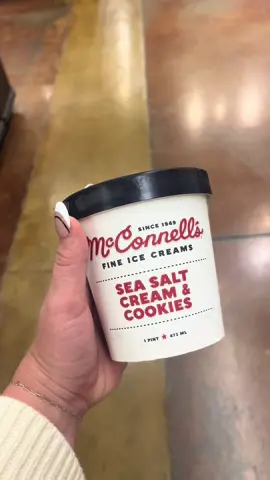 SINCE 1949
McConnell's
FINE ICE CREAMS
SEA SALT
CREAM &
COOKIES
1 PINT ★ 473 ML